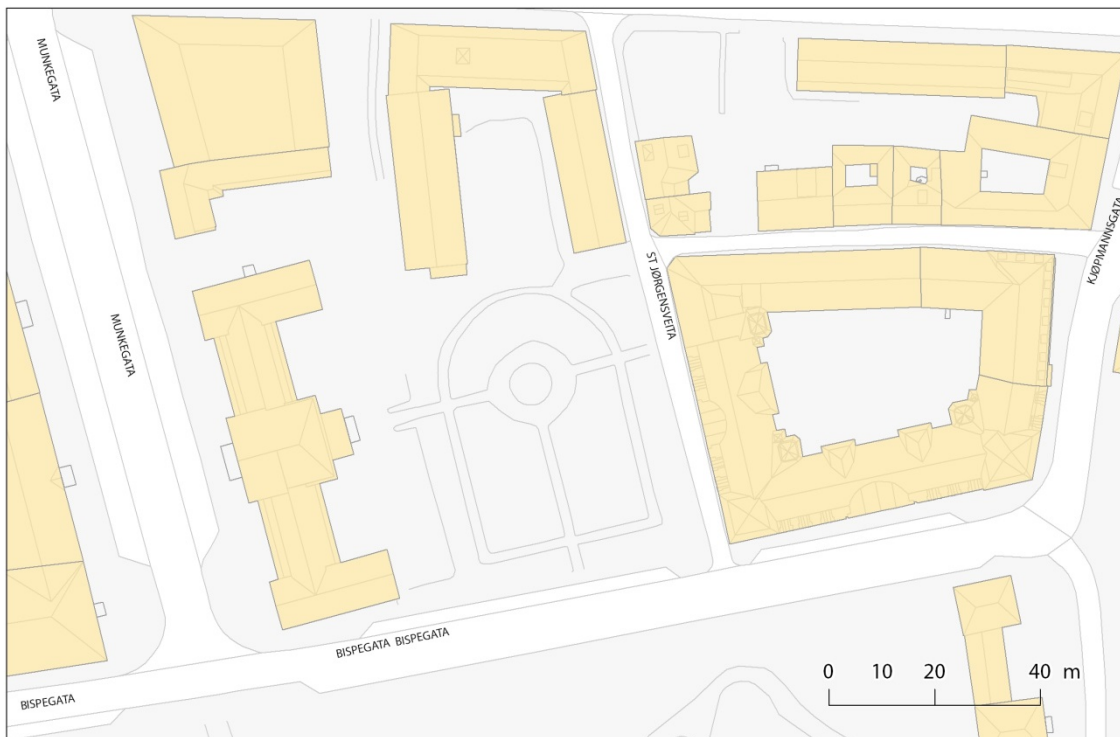 MUNKEGATA
KJØPMANNSGATA
ST JØRGENSVEITA
MUNKEGATA
BISPEGATA BISPEGATA
BISPEGATA
0 10 20 40 m